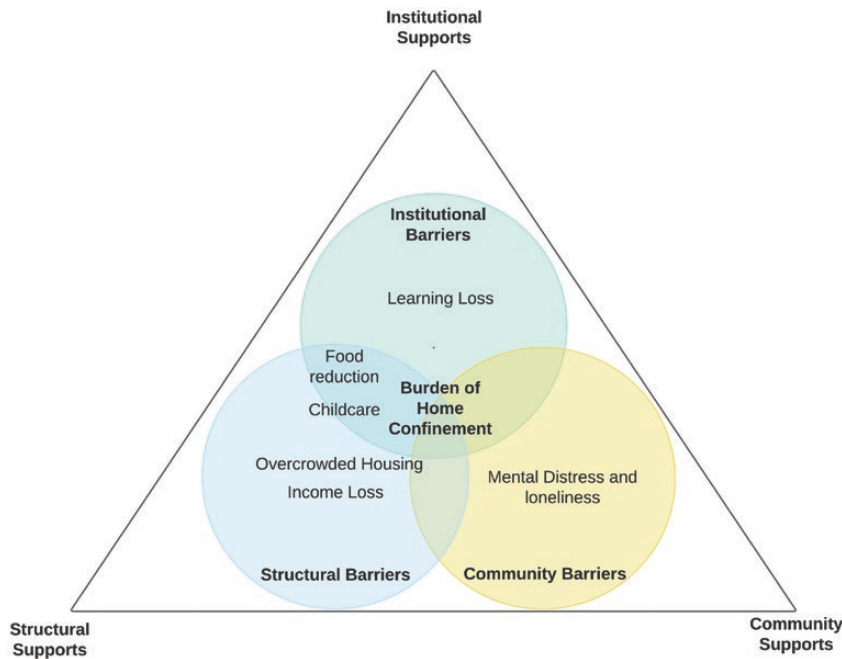 Institutional
Supports
Institutional
Barriers
Learning Loss
Food
reduction
Childcare
Burden of
Home
Confinement
Overcrowded Housing
Income Loss
Mental Distress and
loneliness
Structural Barriers
Community Barriers
Structural
Supports
Community
Supports